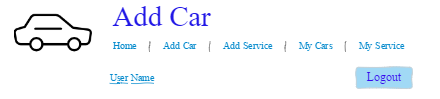 Add Car
Home / Add Car / Add Service / My Cars / My Service
User Name Logout